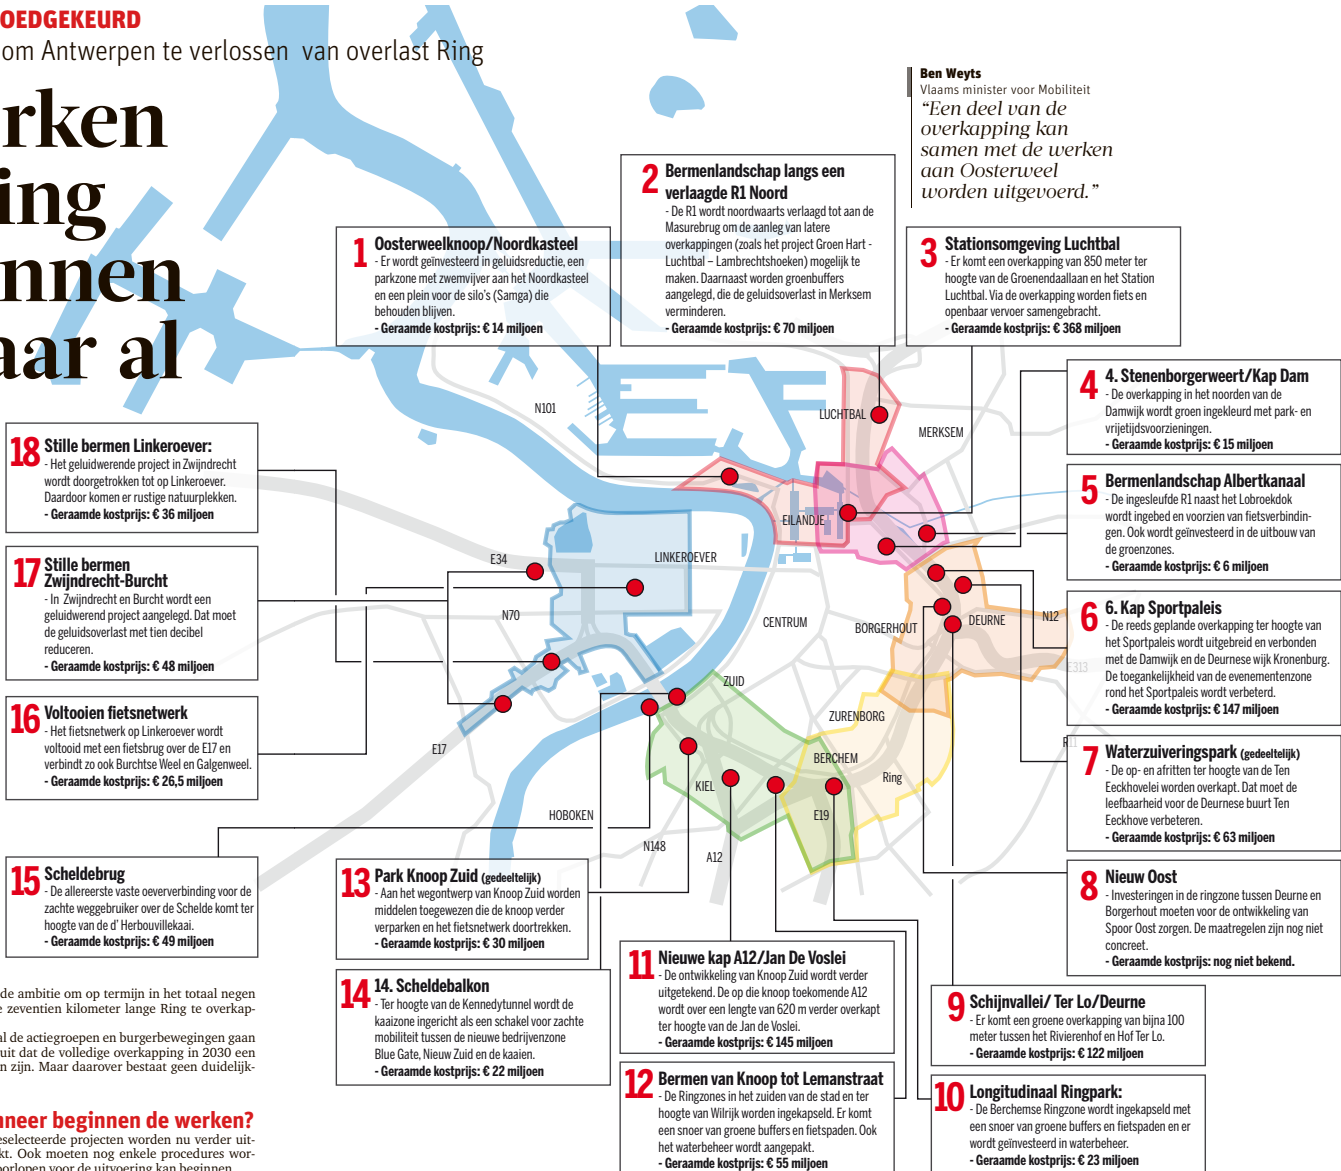 OEDGEKEURD
om Antwerpen te verlossen van overlast Ring
rken
ing
nnen
aar al
Ben Weyts
Vlaams minister voor Mobiliteit
“Een deel van de
overkapping kan
samen met de werken
aan Oosterweel
worden uitgevoerd.”
1 Oosterweelknoop/Noordkasteel
- Er wordt geïnvesteerd in geluidsreductie, een
parkzone met zwemvijver aan het Noordkasteel
en een plein voor de silo's (Samga) die
behouden blijven.
- Geraamde kostprijs: € 14 miljoen
2 Bermenlandschap langs een
verlaagde R1 Noord
- De R1 wordt noordwaarts verlaagd tot aan de
Masurebrug om de aanleg van latere
overkappingen (zoals het project Groen Hart -
Luchtbal – Lambrechtshoeken) mogelijk te
maken. Daarnaast worden groenbuffers
aangelegd, die de geluidsoverlast in Merksem
verminderen.
- Geraamde kostprijs: € 70 miljoen
3 Stationsomgeving Luchtbal
- Er komt een overkapping van 850 meter ter
hoogte van de Groenendaallaan en het Station
Luchtbal. Via de overkapping worden fiets en
openbaar vervoer samengebracht.
- Geraamde kostprijs: € 368 miljoen
4 4. Stenenborgerweert/Kap Dam
- De overkapping in het noorden van de
Damwijk wordt groen ingekleurd met park- en
vrijetijdsvoorzieningen.
- Geraamde kostprijs: € 15 miljoen
5 Bermenlandschap Albertkanaal
- De ingesleufde R1 naast het Lobroekdok
wordt ingebed en voorzien van fietsverbindin-
gen. Ook wordt geïnvesteerd in de uitbouw van
de groenzones.
- Geraamde kostprijs: € 6 miljoen
6 6. Kap Sportpaleis
- De reeds geplande overkapping ter hoogte van
het Sportpaleis wordt uitgebreid en verbonden
met de Damwijk en de Deurnese wijk Kronenburg.
De toegankelijkheid van de evenementenzone
rond het Sportpaleis wordt verbeterd.
- Geraamde kostprijs: € 147 miljoen
7 Waterzuiveringspark (gedeeltelijk)
- De op- en afritten ter hoogte van de Ten
Eeckhovelei worden overkapt. Dat moet de
leefbaarheid voor de Deurnese buurt Ten
Eeckhove verbeteren.
- Geraamde kostprijs: € 63 miljoen
8 Nieuw Oost
- Investeringen in de ringzone tussen Deurne en
Borgerhout moeten voor de ontwikkeling van
Spoor Oost zorgen. De maatregelen zijn nog niet
concreet.
- Geraamde kostprijs: nog niet bekend.
9 Schijnvallei/ Ter Lo/Deurne
- Er komt een groene overkapping van bijna 100
meter tussen het Rivierenhof en Hof Ter Lo.
- Geraamde kostprijs: € 122 miljoen
10 Longitudinaal Ringpark:
- De Berchemse Ringzone wordt ingekapseld met
een snoer van groene buffers en fietspaden en er
wordt geïnvesteerd in waterbeheer.
- Geraamde kostprijs: € 23 miljoen
11 Nieuwe kap A12/Jan De Voslei
- De ontwikkeling van Knoop Zuid wordt verder
uitgetekend. De op die knoop toekomende A12
wordt over een lengte van 620 m verder overkapt
ter hoogte van de Jan de Voslei.
- Geraamde kostprijs: € 145 miljoen
12 Bermen van Knoop tot Lemanstraat
- De Ringzones in het zuiden van de stad en ter
hoogte van Wilrijk worden ingekapseld. Er komt
een snoer van groene buffers en fietspaden. Ook
het waterbeheer wordt aangepakt.
- Geraamde kostprijs: € 55 miljoen
13 Park Knoop Zuid (gedeeltelijk)
- Aan het wegontwerp van Knoop Zuid worden
middelen toegewezen die de knoop verder
verparken en het fietsnetwerk doortrekken.
- Geraamde kostprijs: € 30 miljoen
14 14. Scheldebalkon
- Ter hoogte van de Kennedytunnel wordt de
kaaizone ingericht als een schakel voor zachte
mobiliteit tussen de nieuwe bedrijvenzone
Blue Gate, Nieuw Zuid en de kaaien.
- Geraamde kostprijs: € 22 miljoen
15 Scheldebrug
- De allereerste vaste oeververbinding voor de
zachte weggebruiker over de Schelde komt ter
hoogte van de d' Herbouvillekaai.
- Geraamde kostprijs: € 49 miljoen
16 Voltooien fietsnetwerk
- Het fietsnetwerk op Linkeroever wordt
voltooid met een fietsbrug over de E17 en
verbindt zo ook Burchtse Weel en Galgenweel.
- Geraamde kostprijs: € 26,5 miljoen
17 Stille bermen
Zwijndrecht-Burcht
- In Zwijndrecht en Burcht wordt een
geluidwerend project aangelegd. Dat moet
de geluidsoverlast met tien decibel
reduceren.
- Geraamde kostprijs: € 48 miljoen
18 Stille bermen Linkeroever:
- Het geluidwerende project in Zwijndrecht
wordt doorgetrokken tot op Linkeroever.
Daardoor komen er rustige natuurplekken.
- Geraamde kostprijs: € 36 miljoen
N101
LUCHTBAL
MERKSEM
EILANDJE
E34
LINKEROEVER
N70
CENTRUM
BORGERHOUT
DEURNE
N12
E313
ZUID
ZURENBORG
R11
E17
BERCHEM
Ring
KIEL
HOBOKEN
E19
N148
A12
de ambitie om op termijn in het totaal negen
e zeventien kilometer lange Ring te overkap-
al de actiegroepen en burgerbewegingen gaan
uit dat de volledige overkapping in 2030 een
n zijn. Maar daarover bestaat geen duidelijk-
nneer beginnen de werken?
eselecteerde projecten worden nu verder uit-
kt. Ook moeten nog enkele procedures wor-
oorlopen voor de uitvoering kan beginnen.